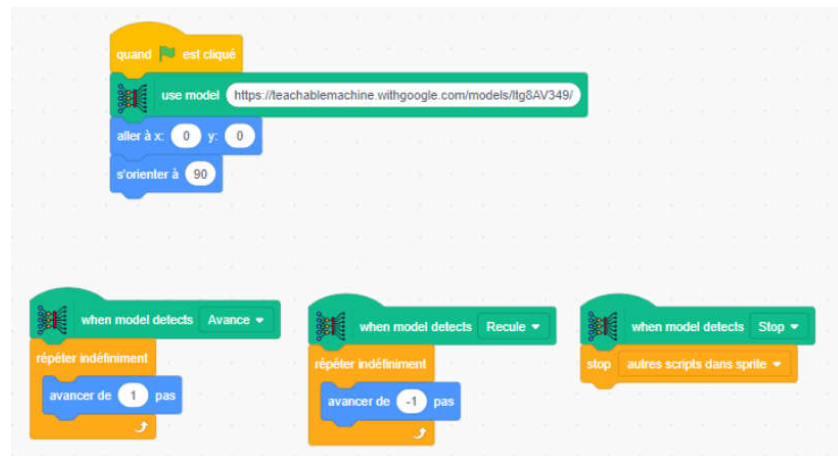 quand est cliqué
use model https://teachablemachine.withgoogle.com/models/ltg8AV349/
aller à x: 0 y: 0
s'orienter à 90
when model detects Avance
répéter indéfiniment
avancer de 1 pas
when model detects Recule
répéter indéfiniment
avancer de -1 pas
when model detects Stop
stop autres scripts dans sprite